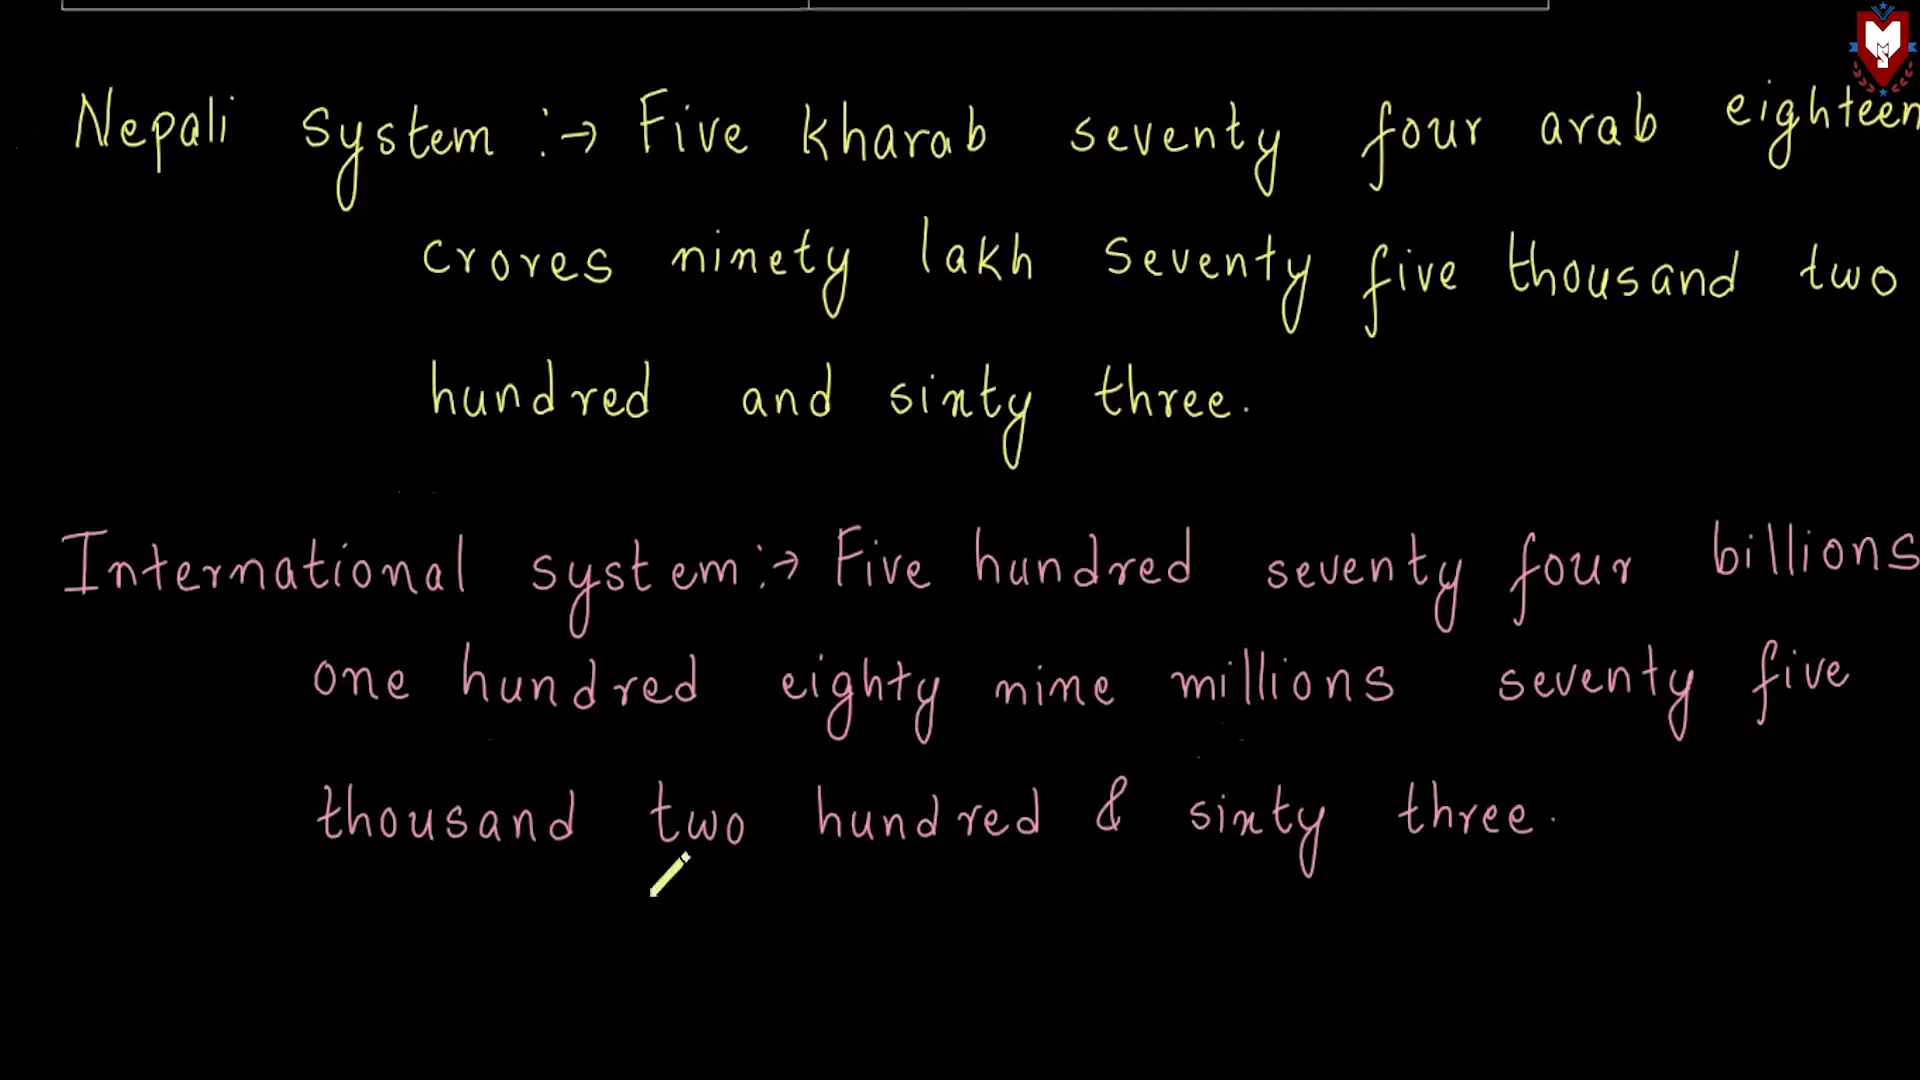 Nepali system :→ Five kharab seventy four arab eighteen
crores ninety lakh seventy five thousand two
hundred and sixty three.
International system :→ Five hundred seventy four billions
one hundred eighty nine millions seventy five
thousand two hundred & sixty three.